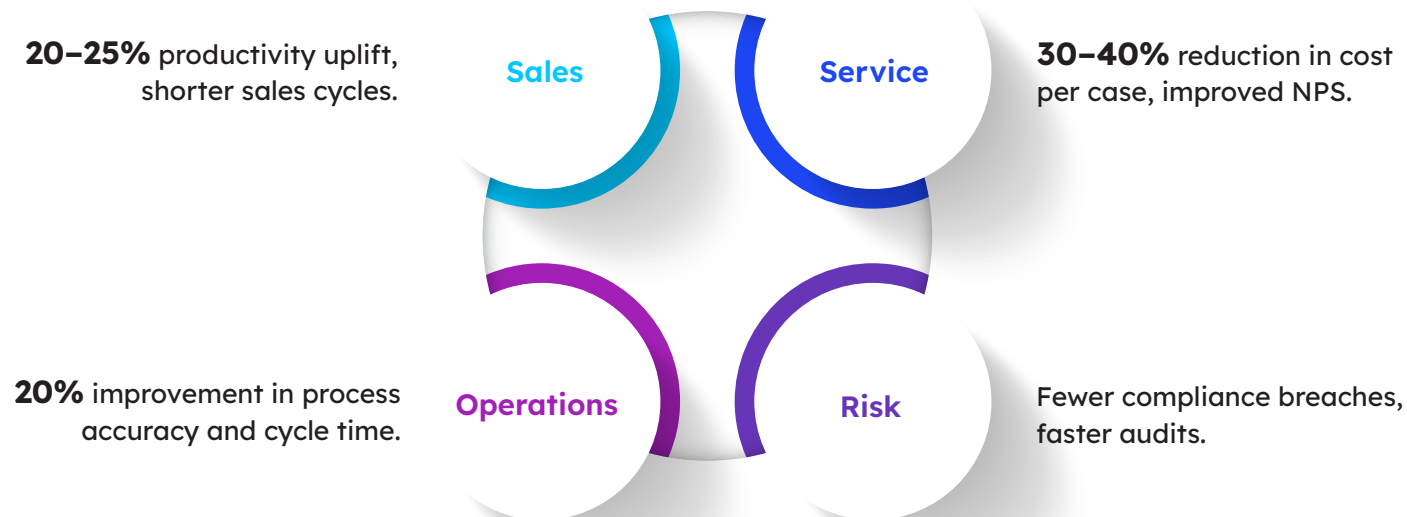 20–25% productivity uplift,
shorter sales cycles.
Sales
Service
30–40% reduction in cost
per case, improved NPS.
20% improvement in process
accuracy and cycle time.
Operations
Risk
Fewer compliance breaches,
faster audits.